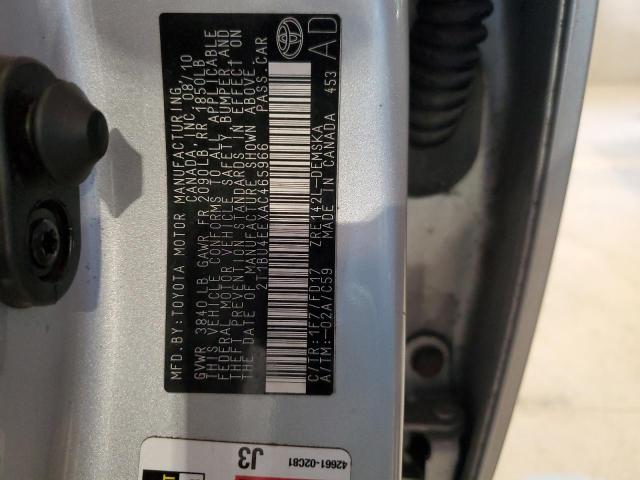 MFD.BY:TOYOTA MOTOR MANUFACTURING,
CANADA, INC. 08/10
GVWR 3840 LB GAWR FR 2090LB, RR 1850LB
THIS VEHICLE CONFORMS TO ALL APPLICABLE
FEDERAL MOTOR VEHICLE SAFETY, BUMPER, AND
THEFT PREVENTION STANDARDS IN EFFECT ON
THE DATE OF MANUFACTURE SHOWN ABOVE.
2T1BU4EEXAC465966 PASS.CAR
C/TR: 1F7/FD17 ZRE142L-DEMSKA
A/TM:-02A/C59 MADE IN CANADA 453
AD
J3
42661-02C81